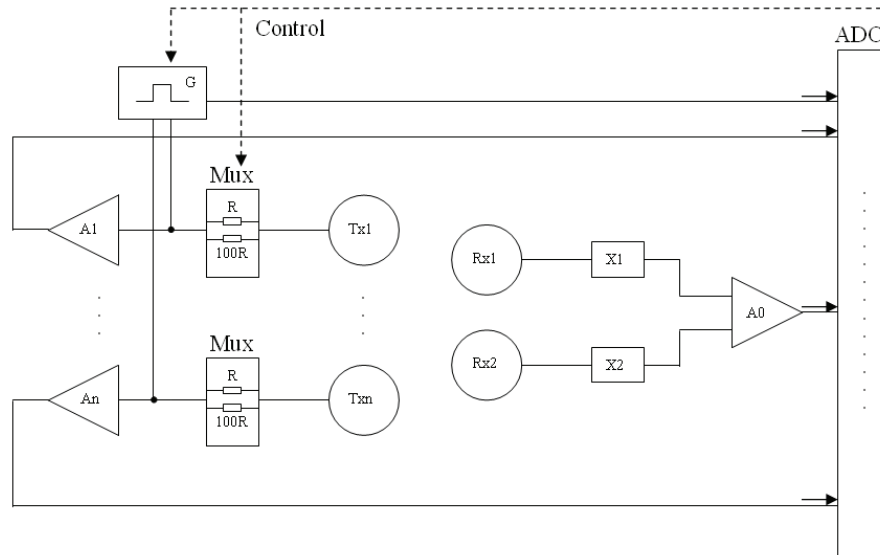 Control
ADC
G
Mux
R
100R
A1
Tx1
Rx1
X1
A0
Mux
R
100R
An
Txn
Rx2
X2